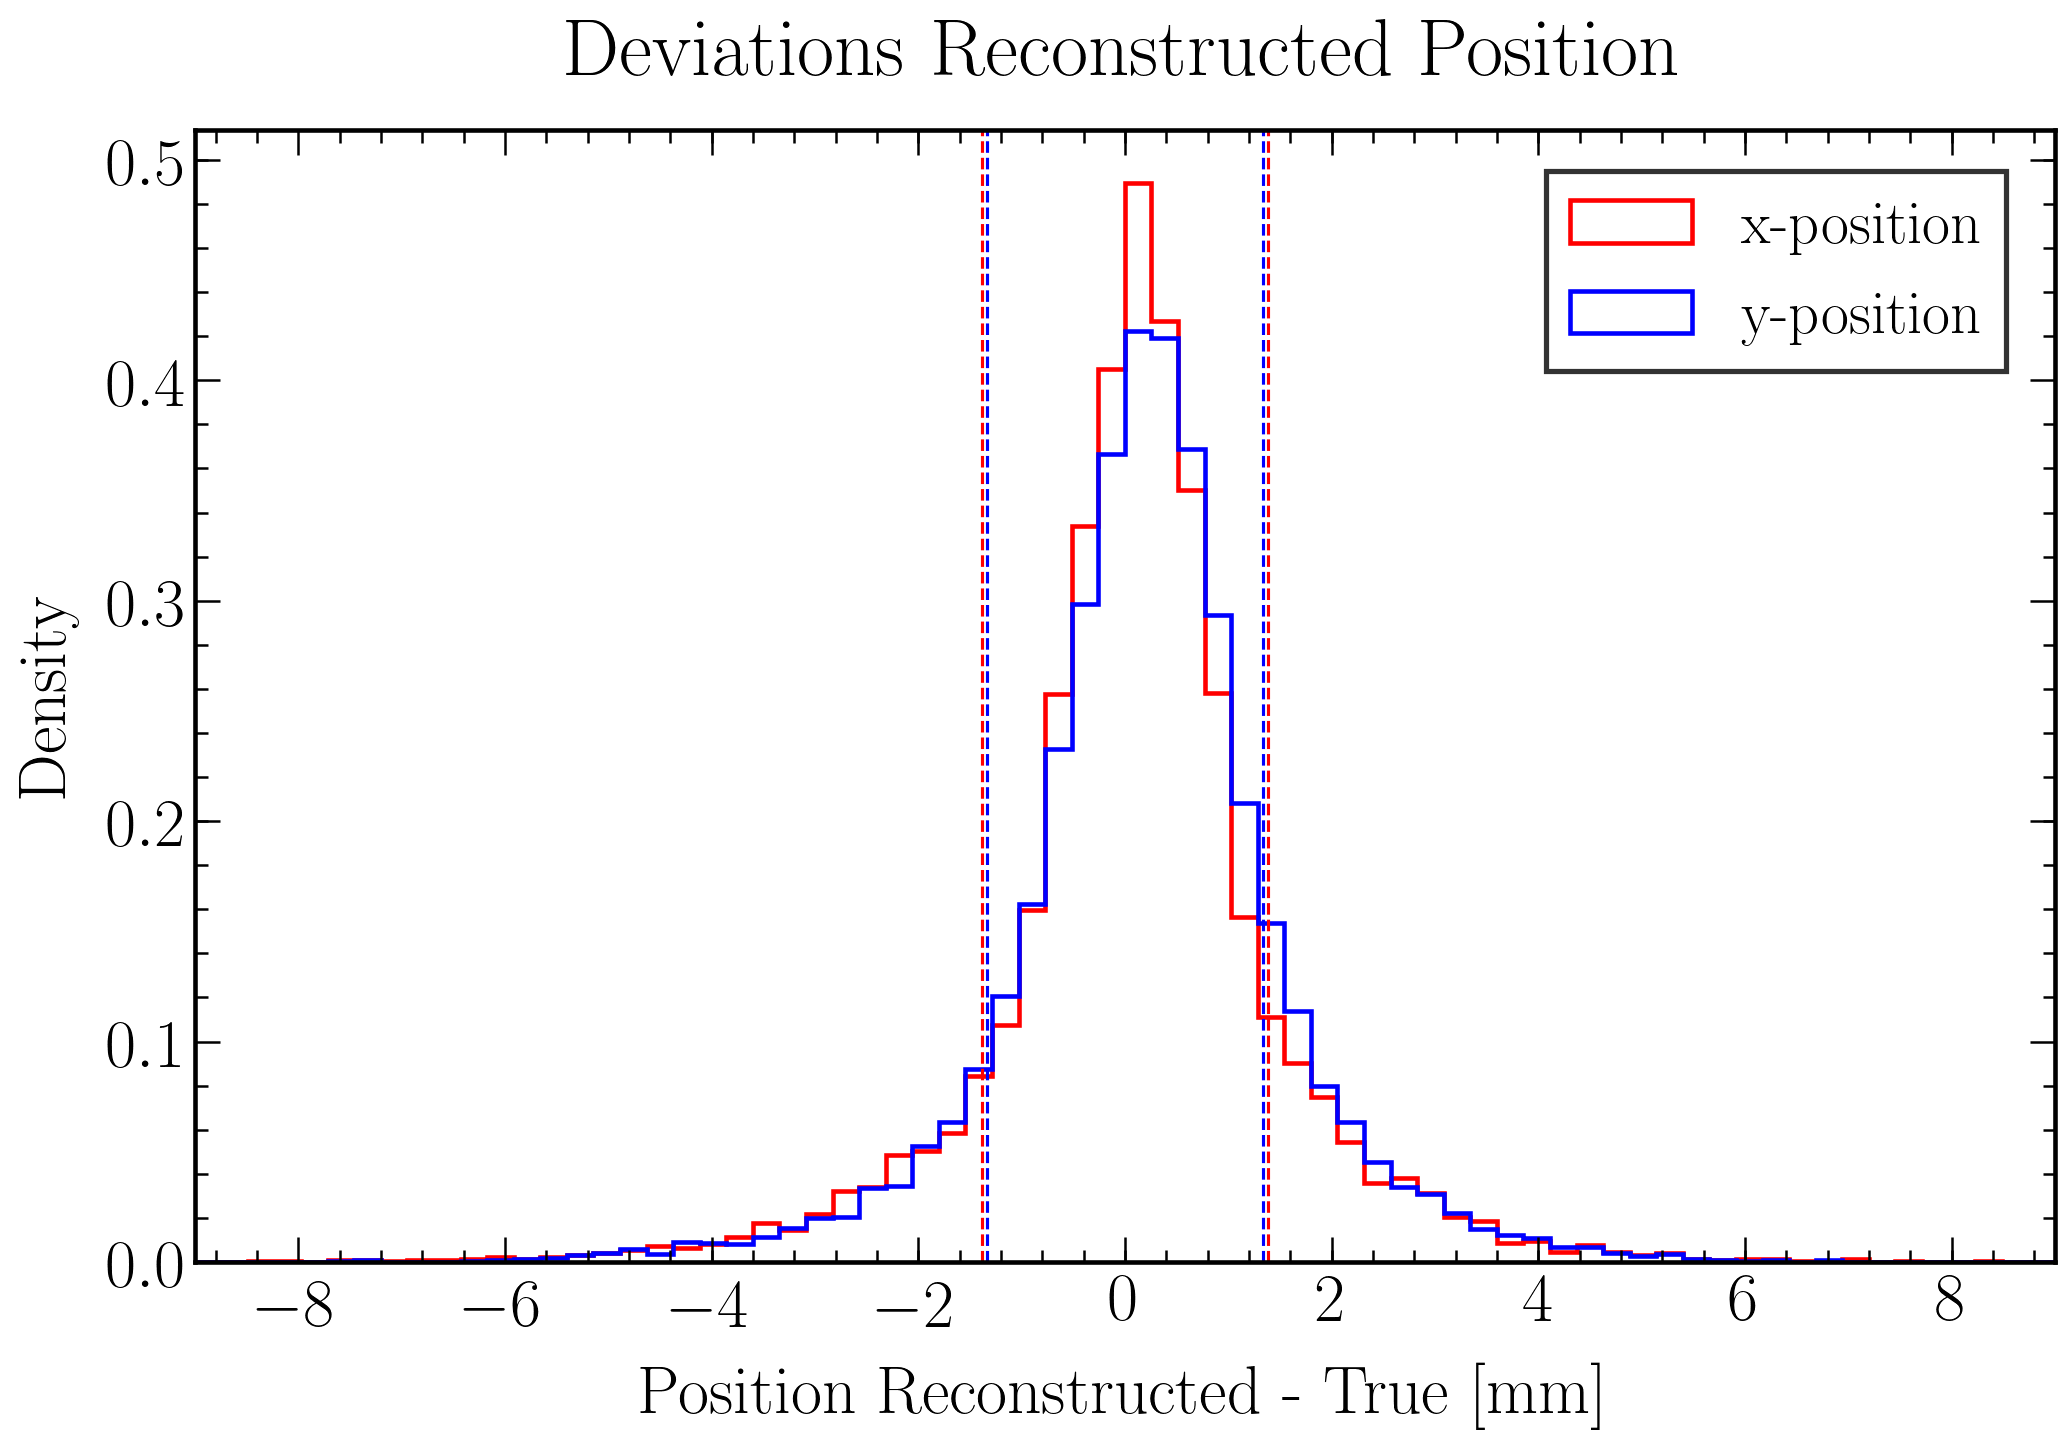 Deviations Reconstructed Position
0.5
0.4
0.3
0.2
0.1
0.0
Density
x-position
y-position
−8 −6 −4 −2 0 2 4 6 8
Position Reconstructed - True [mm]